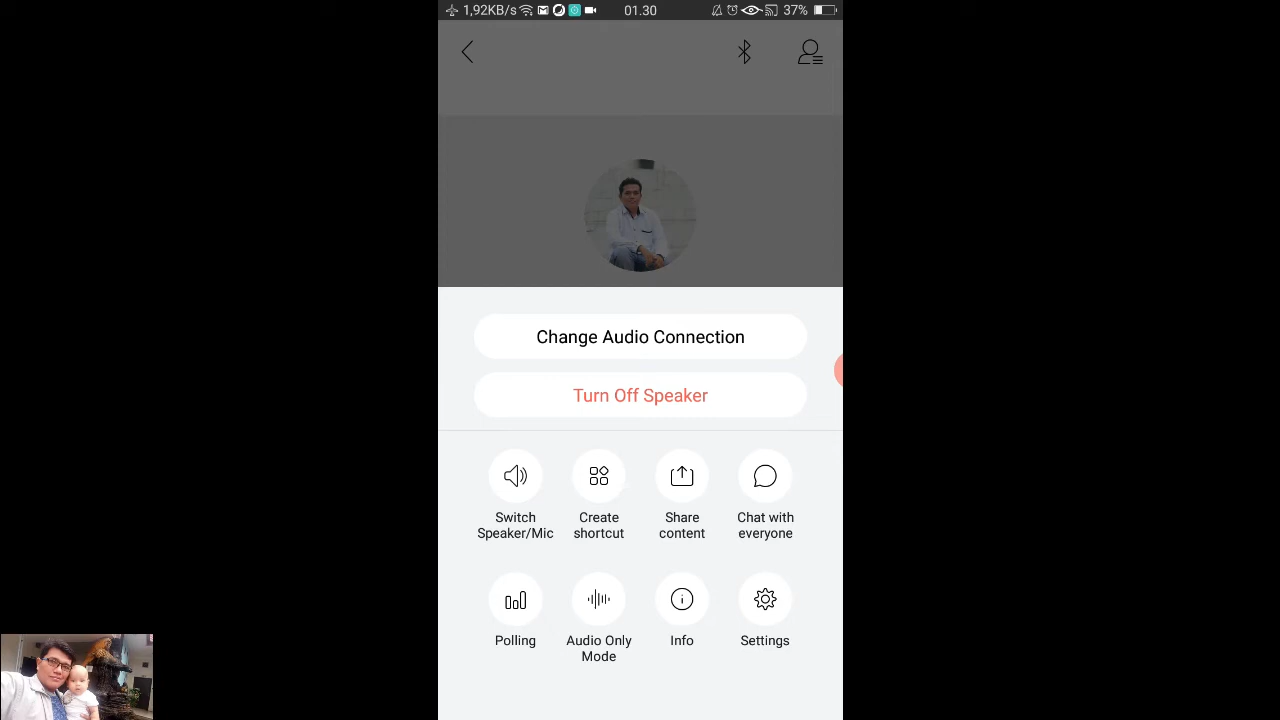 1,92KB/s 01.30 37%
Change Audio Connection
Turn Off Speaker
Switch
Speaker/Mic
Create
shortcut
Share
content
Chat with
everyone
Polling
Audio Only
Mode
Info
Settings